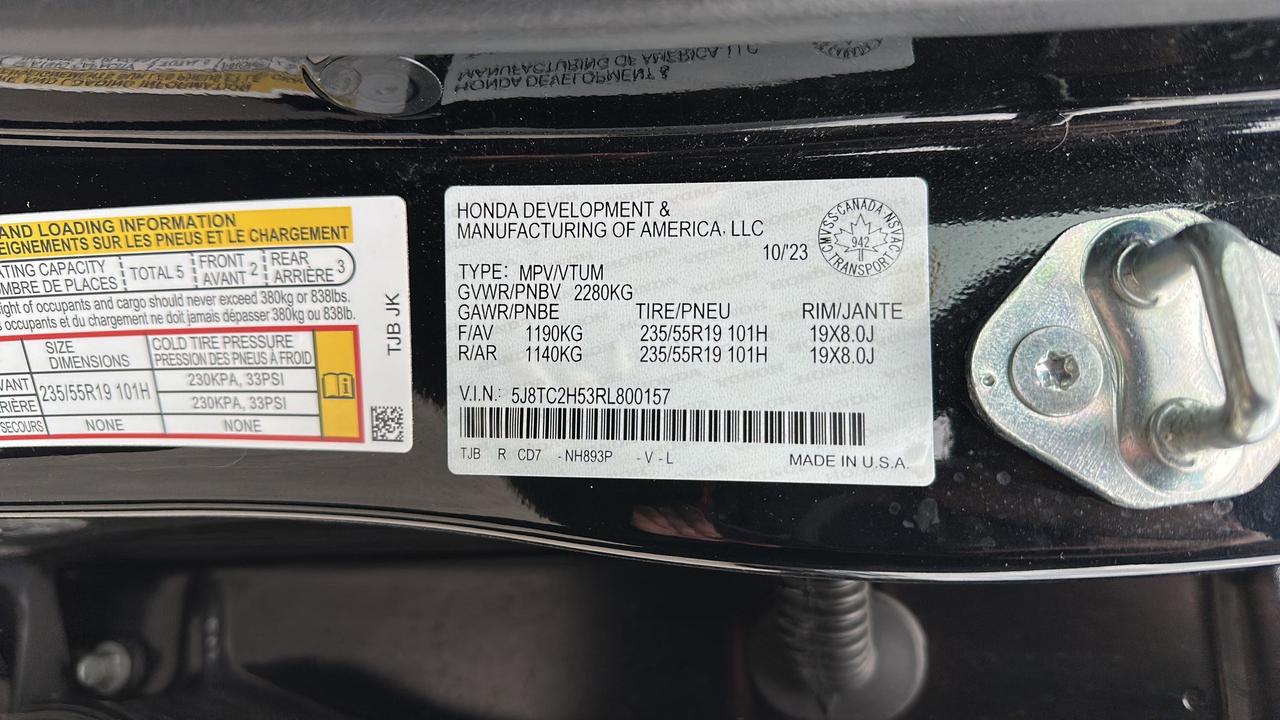 AND LOADING INFORMATION
EIGNEMENTS SUR LES PNEUS ET LE CHARGEMENT
ATING CAPACITY
MBRE DE PLACES
TOTAL 5
FRONT
AVANT 2
REAR
ARRIÈRE 3
ight of occupants and cargo should never exceed 380kg or 838lbs.
s occupants et du chargement ne doit jamais dépasser 380kg ou 838lb.
SIZE
DIMENSIONS
COLD TIRE PRESSURE
PRESSION DES PNEUS À FROID
VANT
235/55R19 101H
230KPA, 33PSI
RIÈRE
230KPA, 33PSI
SECOURS
NONE
NONE
TJB JK
HONDA DEVELOPMENT &
MANUFACTURING OF AMERICA, LLC
10/'23
CMVSS CANADA NSVAC
942
TRANSPORT
TYPE: MPV/VTUM
GVWR/PNBV 2280KG
GAWR/PNBE TIRE/PNEU RIM/JANTE
F/AV 1190KG 235/55R19 101H 19X8.0J
R/AR 1140KG 235/55R19 101H 19X8.0J
V.I.N.: 5J8TC2H53RL800157
TJB R CD7 -NH893P -V-L
MADE IN U.S.A.